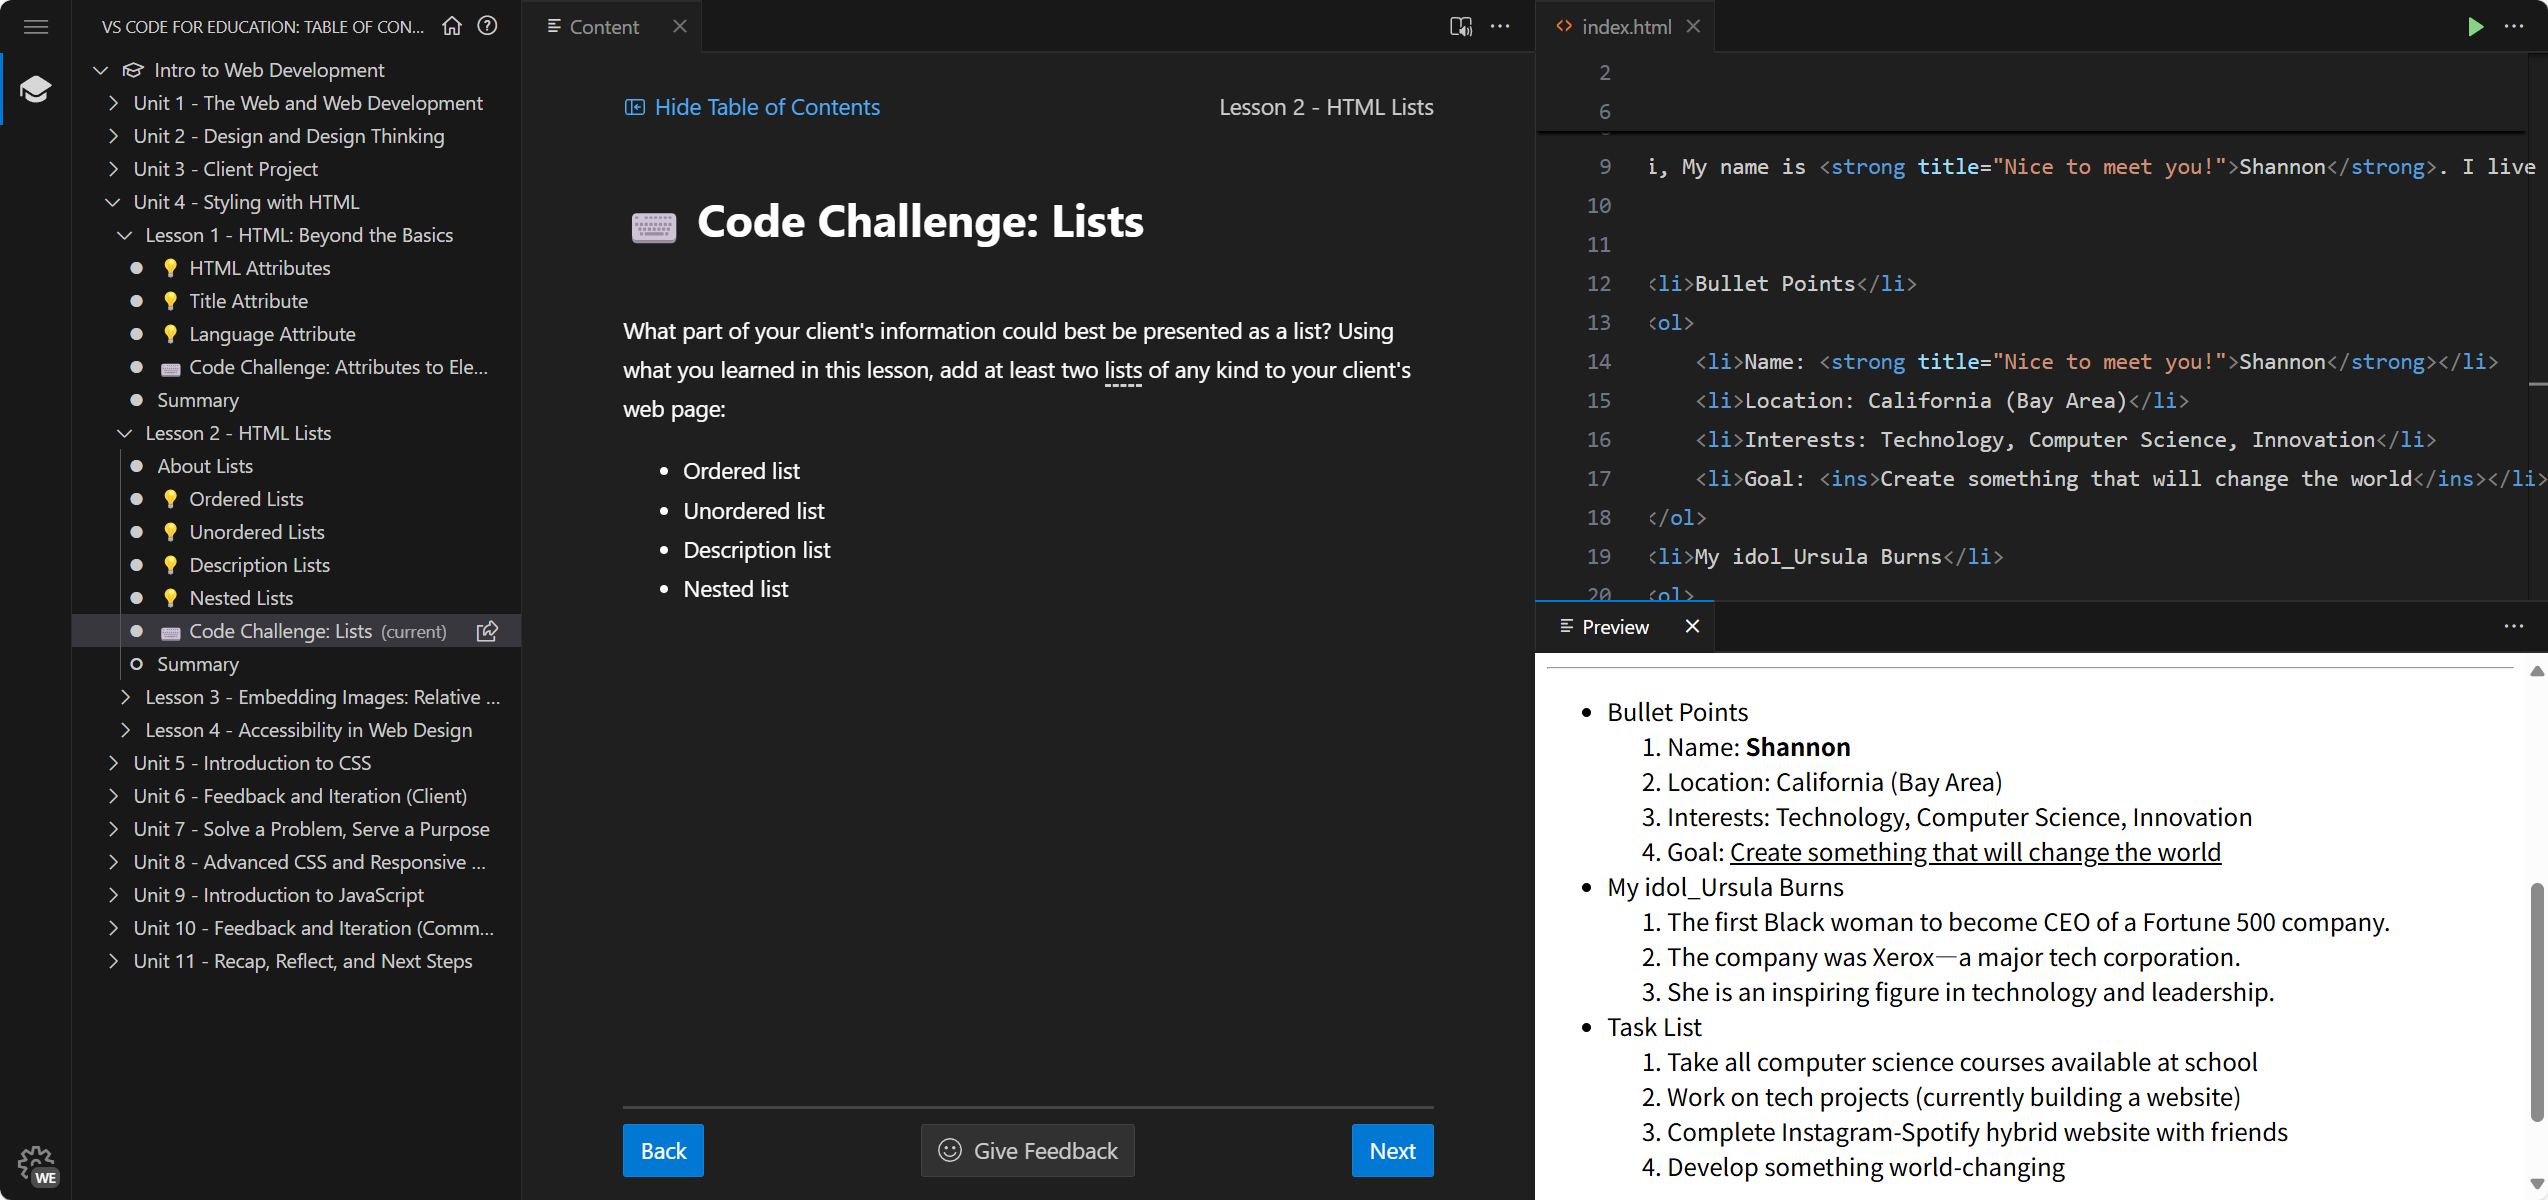 VS CODE FOR EDUCATION: TABLE OF CON...
Intro to Web Development
Unit 1 - The Web and Web Development
Unit 2 - Design and Design Thinking
Unit 3 - Client Project
Unit 4 - Styling with HTML
Lesson 1 - HTML: Beyond the Basics
HTML Attributes
Title Attribute
Language Attribute
Code Challenge: Attributes to Ele...
Summary
Lesson 2 - HTML Lists
About Lists
Ordered Lists
Unordered Lists
Description Lists
Nested Lists
Code Challenge: Lists (current)
Summary
Lesson 3 - Embedding Images: Relative ...
Lesson 4 - Accessibility in Web Design
Unit 5 - Introduction to CSS
Unit 6 - Feedback and Iteration (Client)
Unit 7 - Solve a Problem, Serve a Purpose
Unit 8 - Advanced CSS and Responsive ...
Unit 9 - Introduction to JavaScript
Unit 10 - Feedback and Iteration (Comm...
Unit 11 - Recap, Reflect, and Next Steps
WE
Content
Hide Table of Contents
Lesson 2 - HTML Lists
Code Challenge: Lists
What part of your client's information could best be presented as a list? Using
what you learned in this lesson, add at least two lists of any kind to your client's
web page:
• Ordered list
• Unordered list
• Description list
• Nested list
Back
Give Feedback
Next
index.html
2
6
9 i, My name is <strong title="Nice to meet you!">Shannon</strong>. I live
10
11
12 <li>Bullet Points</li>
13 <ol>
14 <li>Name: <strong title="Nice to meet you!">Shannon</strong></li>
15 <li>Location: California (Bay Area)</li>
16 <li>Interests: Technology, Computer Science, Innovation</li>
17 <li>Goal: <ins>Create something that will change the world</ins></li>
18 </ol>
19 <li>My idol_Ursula Burns</li>
20 <ol>
Preview
• Bullet Points
1. Name: Shannon
2. Location: California (Bay Area)
3. Interests: Technology, Computer Science, Innovation
4. Goal: Create something that will change the world
• My idol_Ursula Burns
1. The first Black woman to become CEO of a Fortune 500 company.
2. The company was Xerox—a major tech corporation.
3. She is an inspiring figure in technology and leadership.
• Task List
1. Take all computer science courses available at school
2. Work on tech projects (currently building a website)
3. Complete Instagram-Spotify hybrid website with friends
4. Develop something world-changing